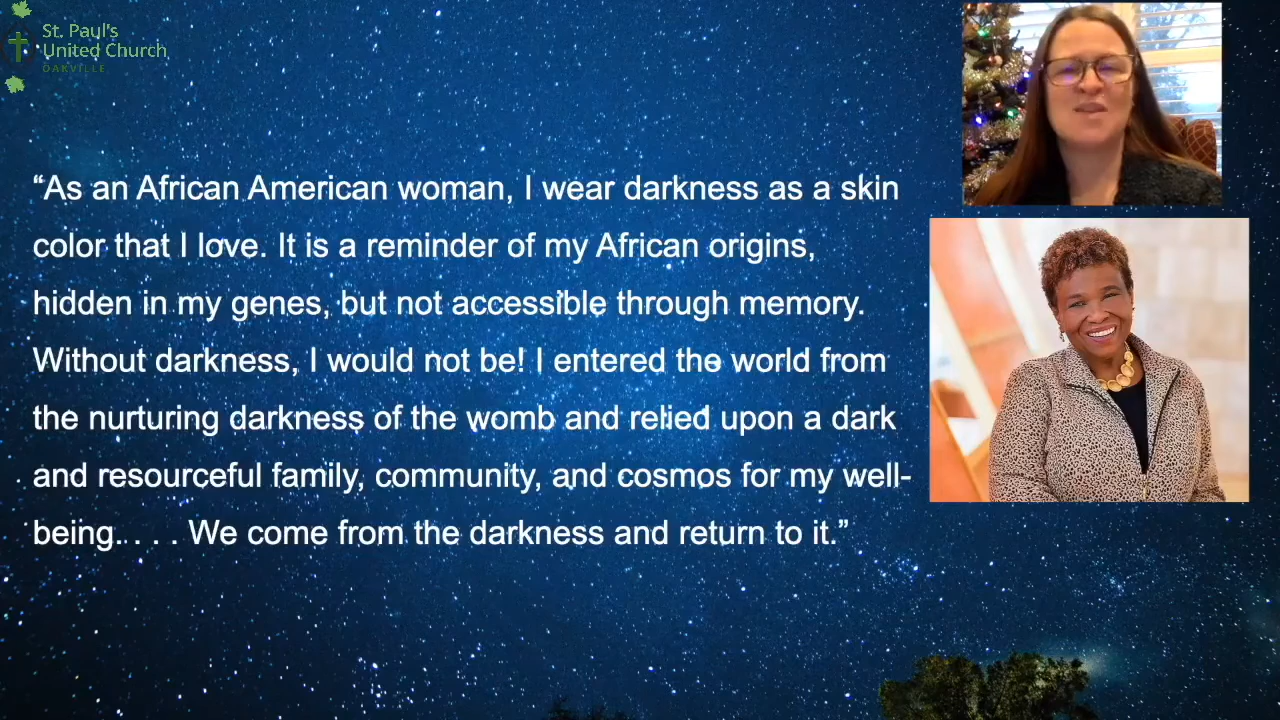 St. Paul's
United Church
OAKVILLE
“As an African American woman, I wear darkness as a skin
color that I love. It is a reminder of my African origins,
hidden in my genes, but not accessible through memory.
Without darkness, I would not be! I entered the world from
the nurturing darkness of the womb and relied upon a dark
and resourceful family, community, and cosmos for my well-
being. . . . We come from the darkness and return to it.”